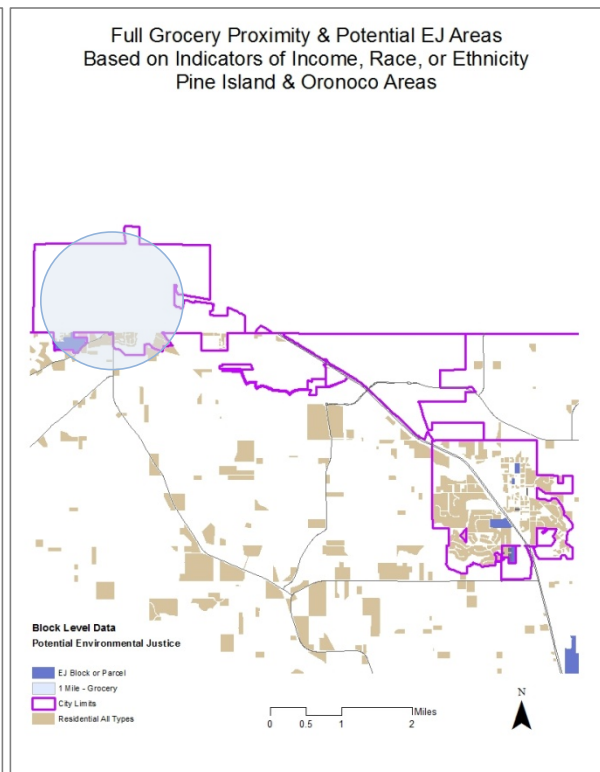 Full Grocery Proximity & Potential EJ Areas
Based on Indicators of Income, Race, or Ethnicity
Pine Island & Oronoco Areas
Block Level Data
Potential Environmental Justice
EJ Block or Parcel
1 Mile - Grocery
City Limits
Residential All Types
Miles
0 0.5 1 2
N